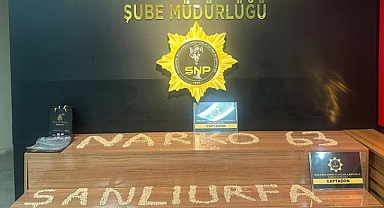 ŞUBE MÜDÜRLÜĞÜ
SNP
CAPTAGON
NARKO 63
CAPTAGON
ŞANLIURFA